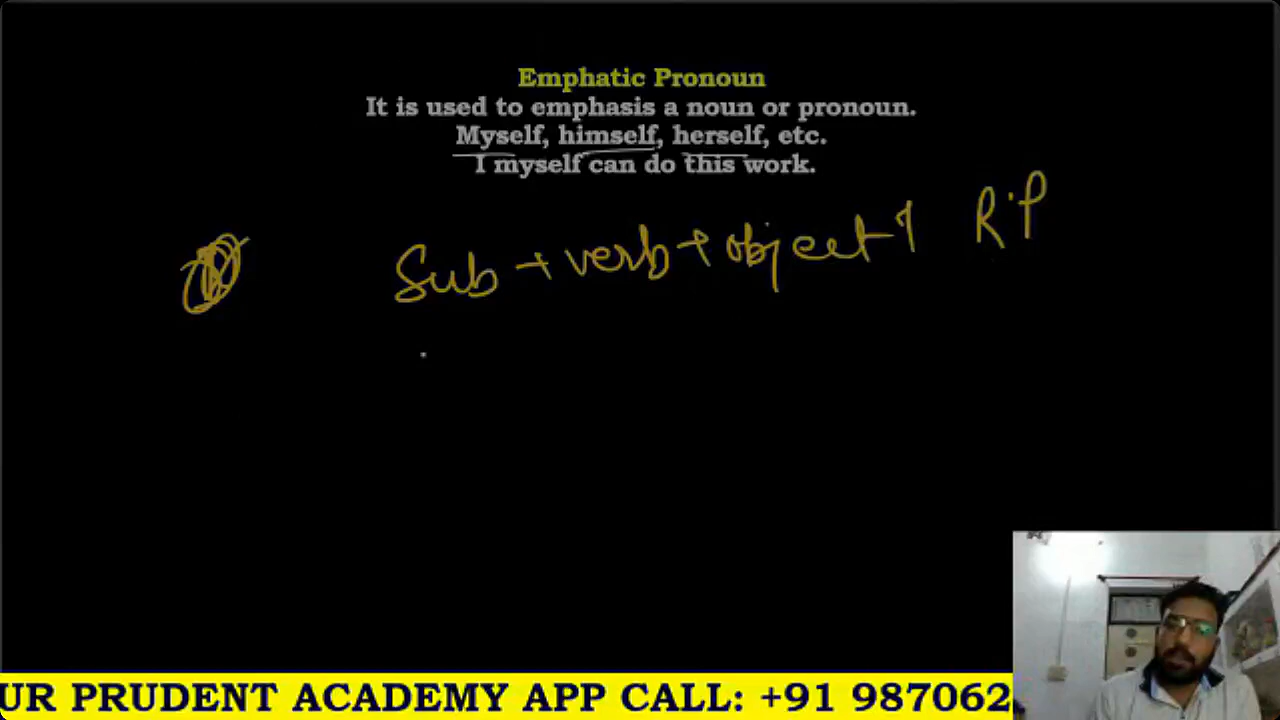 Emphatic Pronoun
It is used to emphasis a noun or pronoun.
Myself, himself, herself, etc.
I myself can do this work.
Sub + verb + object + R.P
UR PRUDENT ACADEMY APP CALL: +91 987062